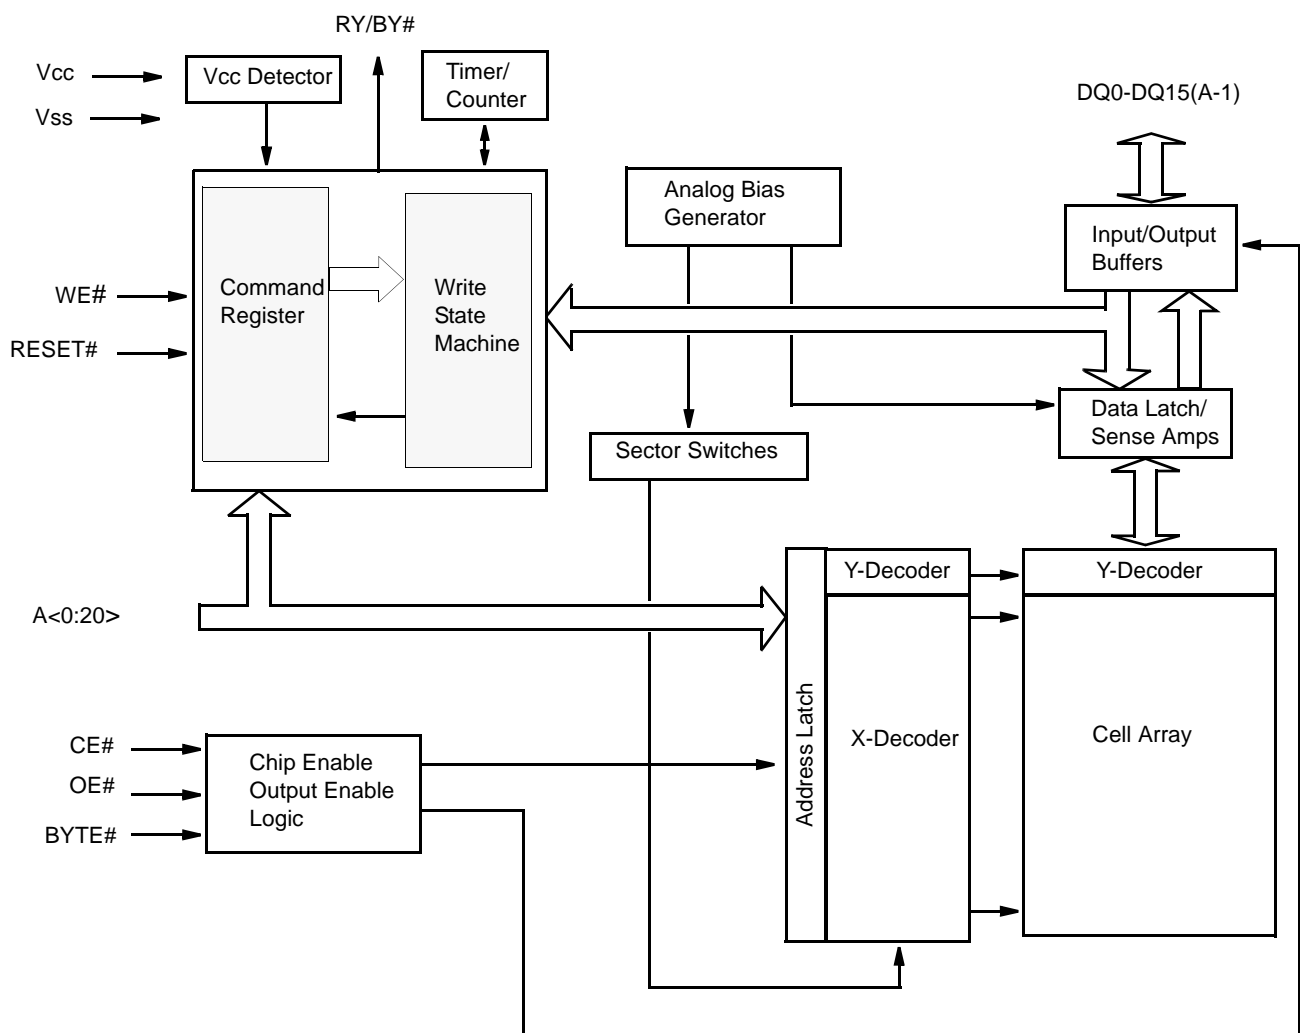 RY/BY#
Vcc
Vss
Vcc Detector
Timer/
Counter
DQ0-DQ15(A-1)
Analog Bias
Generator
Input/Output
Buffers
WE#
RESET#
Command
Register
Write
State
Machine
Data Latch/
Sense Amps
Sector Switches
A<0:20>
Y-Decoder
Y-Decoder
Address Latch
X-Decoder
Cell Array
CE#
OE#
BYTE#
Chip Enable
Output Enable
Logic